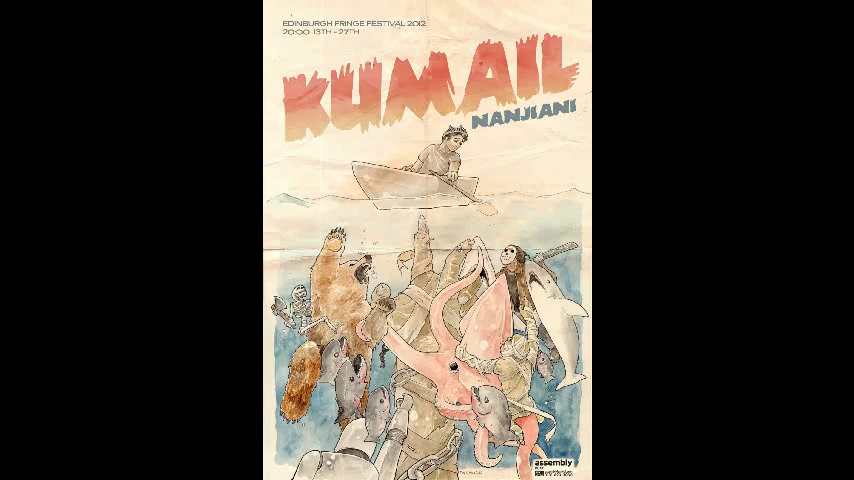 EDINBURGH FRINGE FESTIVAL 2012
20:00 13TH - 27TH
KUMAIL
NANJIANI
assembly